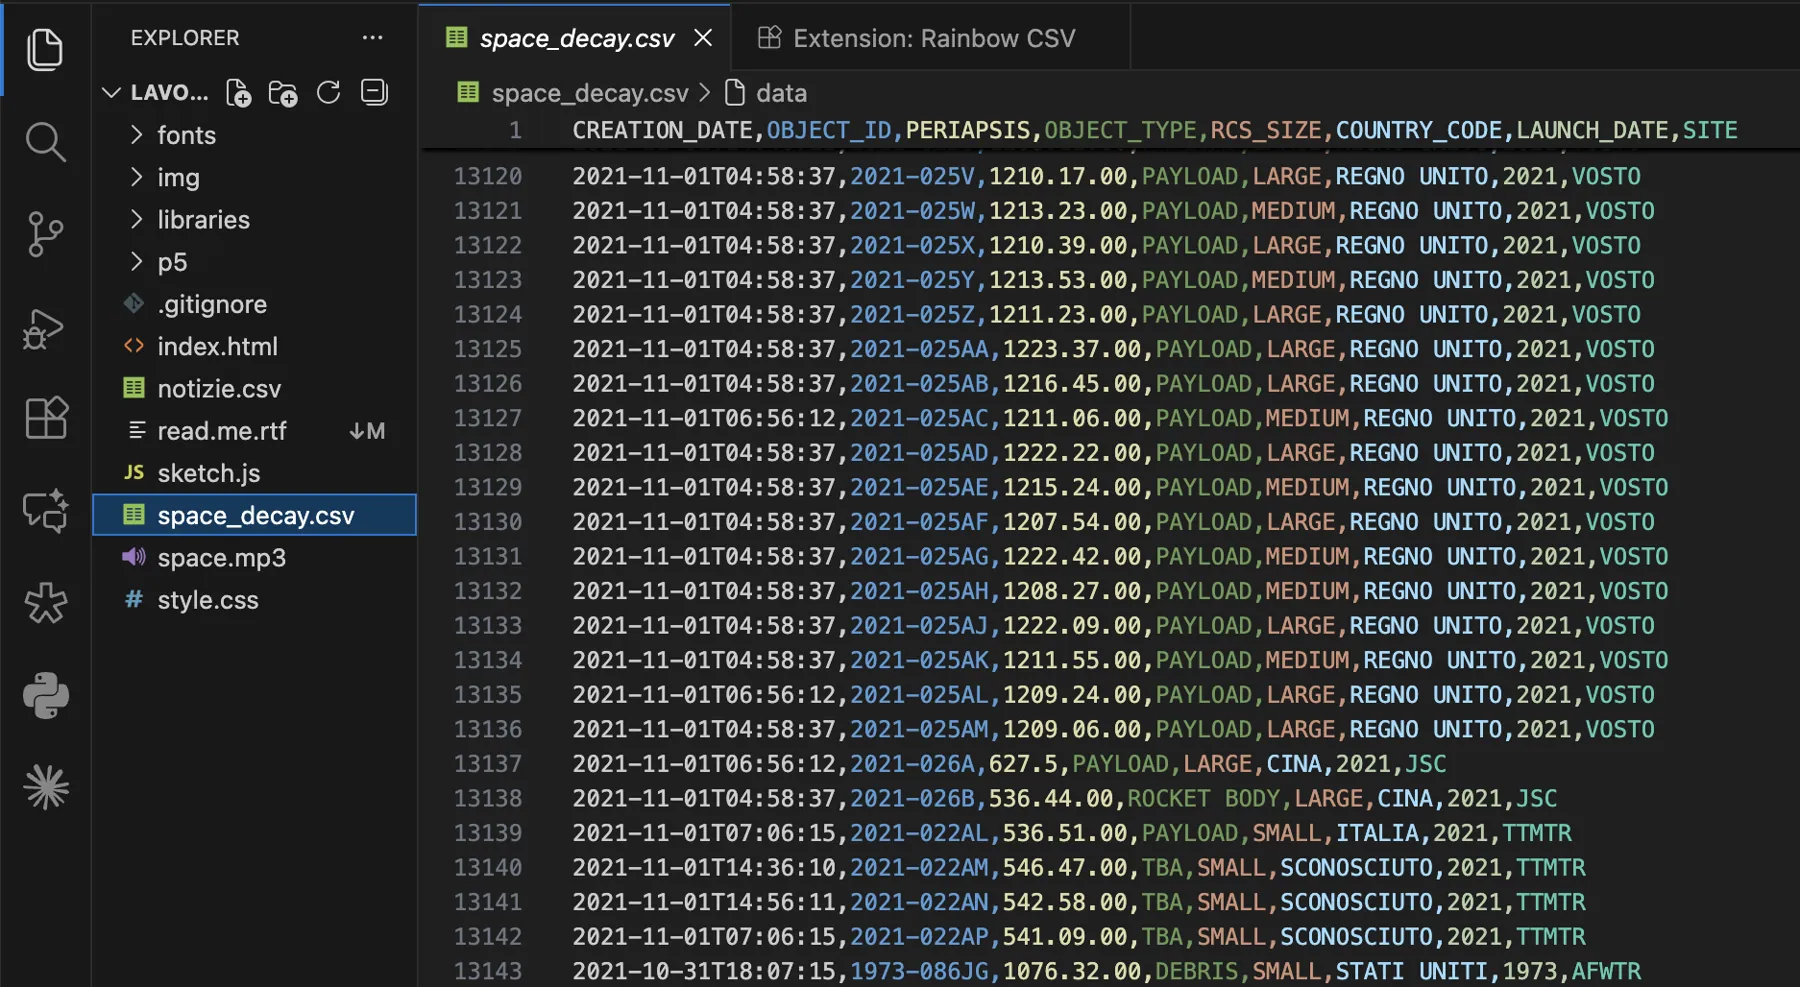 EXPLORER
LAVO...
fonts
img
libraries
p5
.gitignore
index.html
notizie.csv
read.me.rtf ↓M
JS sketch.js
space_decay.csv
space.mp3
# style.css
space_decay.csv
Extension: Rainbow CSV
space_decay.csv > data
1 CREATION_DATE,OBJECT_ID,PERIAPSIS,OBJECT_TYPE,RCS_SIZE,COUNTRY_CODE,LAUNCH_DATE,SITE
13120 2021-11-01T04:58:37,2021-025V,1210.17.00,PAYLOAD,LARGE,REGNO UNITO,2021,VOSTO
13121 2021-11-01T04:58:37,2021-025W,1213.23.00,PAYLOAD,MEDIUM,REGNO UNITO,2021,VOSTO
13122 2021-11-01T04:58:37,2021-025X,1210.39.00,PAYLOAD,LARGE,REGNO UNITO,2021,VOSTO
13123 2021-11-01T04:58:37,2021-025Y,1213.53.00,PAYLOAD,MEDIUM,REGNO UNITO,2021,VOSTO
13124 2021-11-01T04:58:37,2021-025Z,1211.23.00,PAYLOAD,LARGE,REGNO UNITO,2021,VOSTO
13125 2021-11-01T04:58:37,2021-025AA,1223.37.00,PAYLOAD,LARGE,REGNO UNITO,2021,VOSTO
13126 2021-11-01T04:58:37,2021-025AB,1216.45.00,PAYLOAD,LARGE,REGNO UNITO,2021,VOSTO
13127 2021-11-01T06:56:12,2021-025AC,1211.06.00,PAYLOAD,MEDIUM,REGNO UNITO,2021,VOSTO
13128 2021-11-01T04:58:37,2021-025AD,1222.22.00,PAYLOAD,LARGE,REGNO UNITO,2021,VOSTO
13129 2021-11-01T04:58:37,2021-025AE,1215.24.00,PAYLOAD,MEDIUM,REGNO UNITO,2021,VOSTO
13130 2021-11-01T04:58:37,2021-025AF,1207.54.00,PAYLOAD,LARGE,REGNO UNITO,2021,VOSTO
13131 2021-11-01T04:58:37,2021-025AG,1222.42.00,PAYLOAD,MEDIUM,REGNO UNITO,2021,VOSTO
13132 2021-11-01T04:58:37,2021-025AH,1208.27.00,PAYLOAD,MEDIUM,REGNO UNITO,2021,VOSTO
13133 2021-11-01T04:58:37,2021-025AJ,1222.09.00,PAYLOAD,LARGE,REGNO UNITO,2021,VOSTO
13134 2021-11-01T04:58:37,2021-025AK,1211.55.00,PAYLOAD,MEDIUM,REGNO UNITO,2021,VOSTO
13135 2021-11-01T06:56:12,2021-025AL,1209.24.00,PAYLOAD,LARGE,REGNO UNITO,2021,VOSTO
13136 2021-11-01T04:58:37,2021-025AM,1209.06.00,PAYLOAD,LARGE,REGNO UNITO,2021,VOSTO
13137 2021-11-01T06:56:12,2021-026A,627.5,PAYLOAD,LARGE,CINA,2021,JSC
13138 2021-11-01T04:58:37,2021-026B,536.44.00,ROCKET BODY,LARGE,CINA,2021,JSC
13139 2021-11-01T07:06:15,2021-022AL,536.51.00,PAYLOAD,SMALL,ITALIA,2021,TTMTR
13140 2021-11-01T14:36:10,2021-022AM,546.47.00,TBA,SMALL,SCONOSCIUTO,2021,TTMTR
13141 2021-11-01T14:56:11,2021-022AN,542.58.00,TBA,SMALL,SCONOSCIUTO,2021,TTMTR
13142 2021-11-01T07:06:15,2021-022AP,541.09.00,TBA,SMALL,SCONOSCIUTO,2021,TTMTR
13143 2021-10-31T18:07:15,1973-086JG,1076.32.00,DEBRIS,SMALL,STATI UNITI,1973,AFWTR